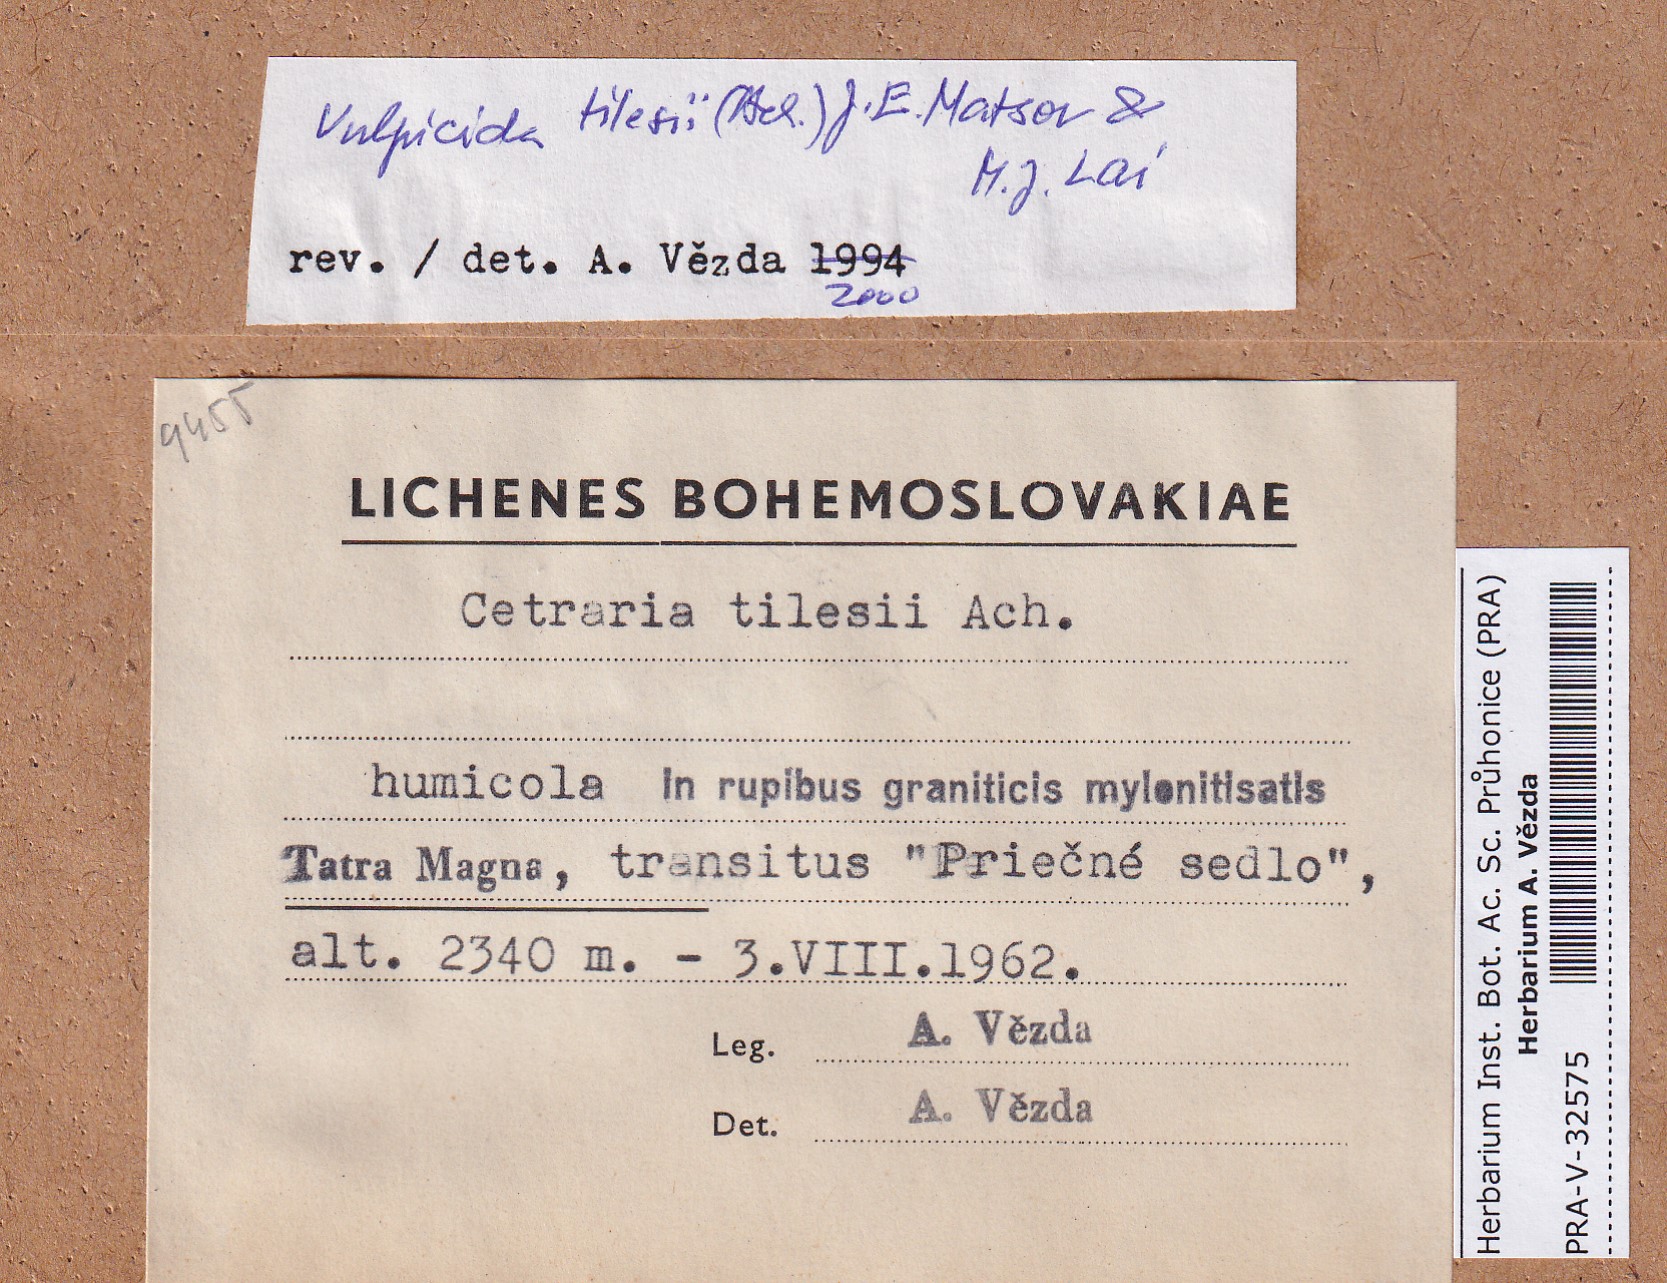 Vulpicida tilesii (Ach.) J.E. Matson &
M.J. Lai
rev. / det. A. Vězda 1994
2000
9455
LICHENES BOHEMOSLOVAKIAE
Cetraria tilesii Ach.
humicola in rupibus graniticis mylonitisatis
Tatra Magna, transitus "Priečné sedlo",
alt. 2340 m. - 3.VIII.1962.
Leg. A. Vězda
Det. A. Vězda
Herbarium Inst. Bot. Ac. Sc. Průhonice (PRA)
Herbarium A. Vězda
PRA-V-32575